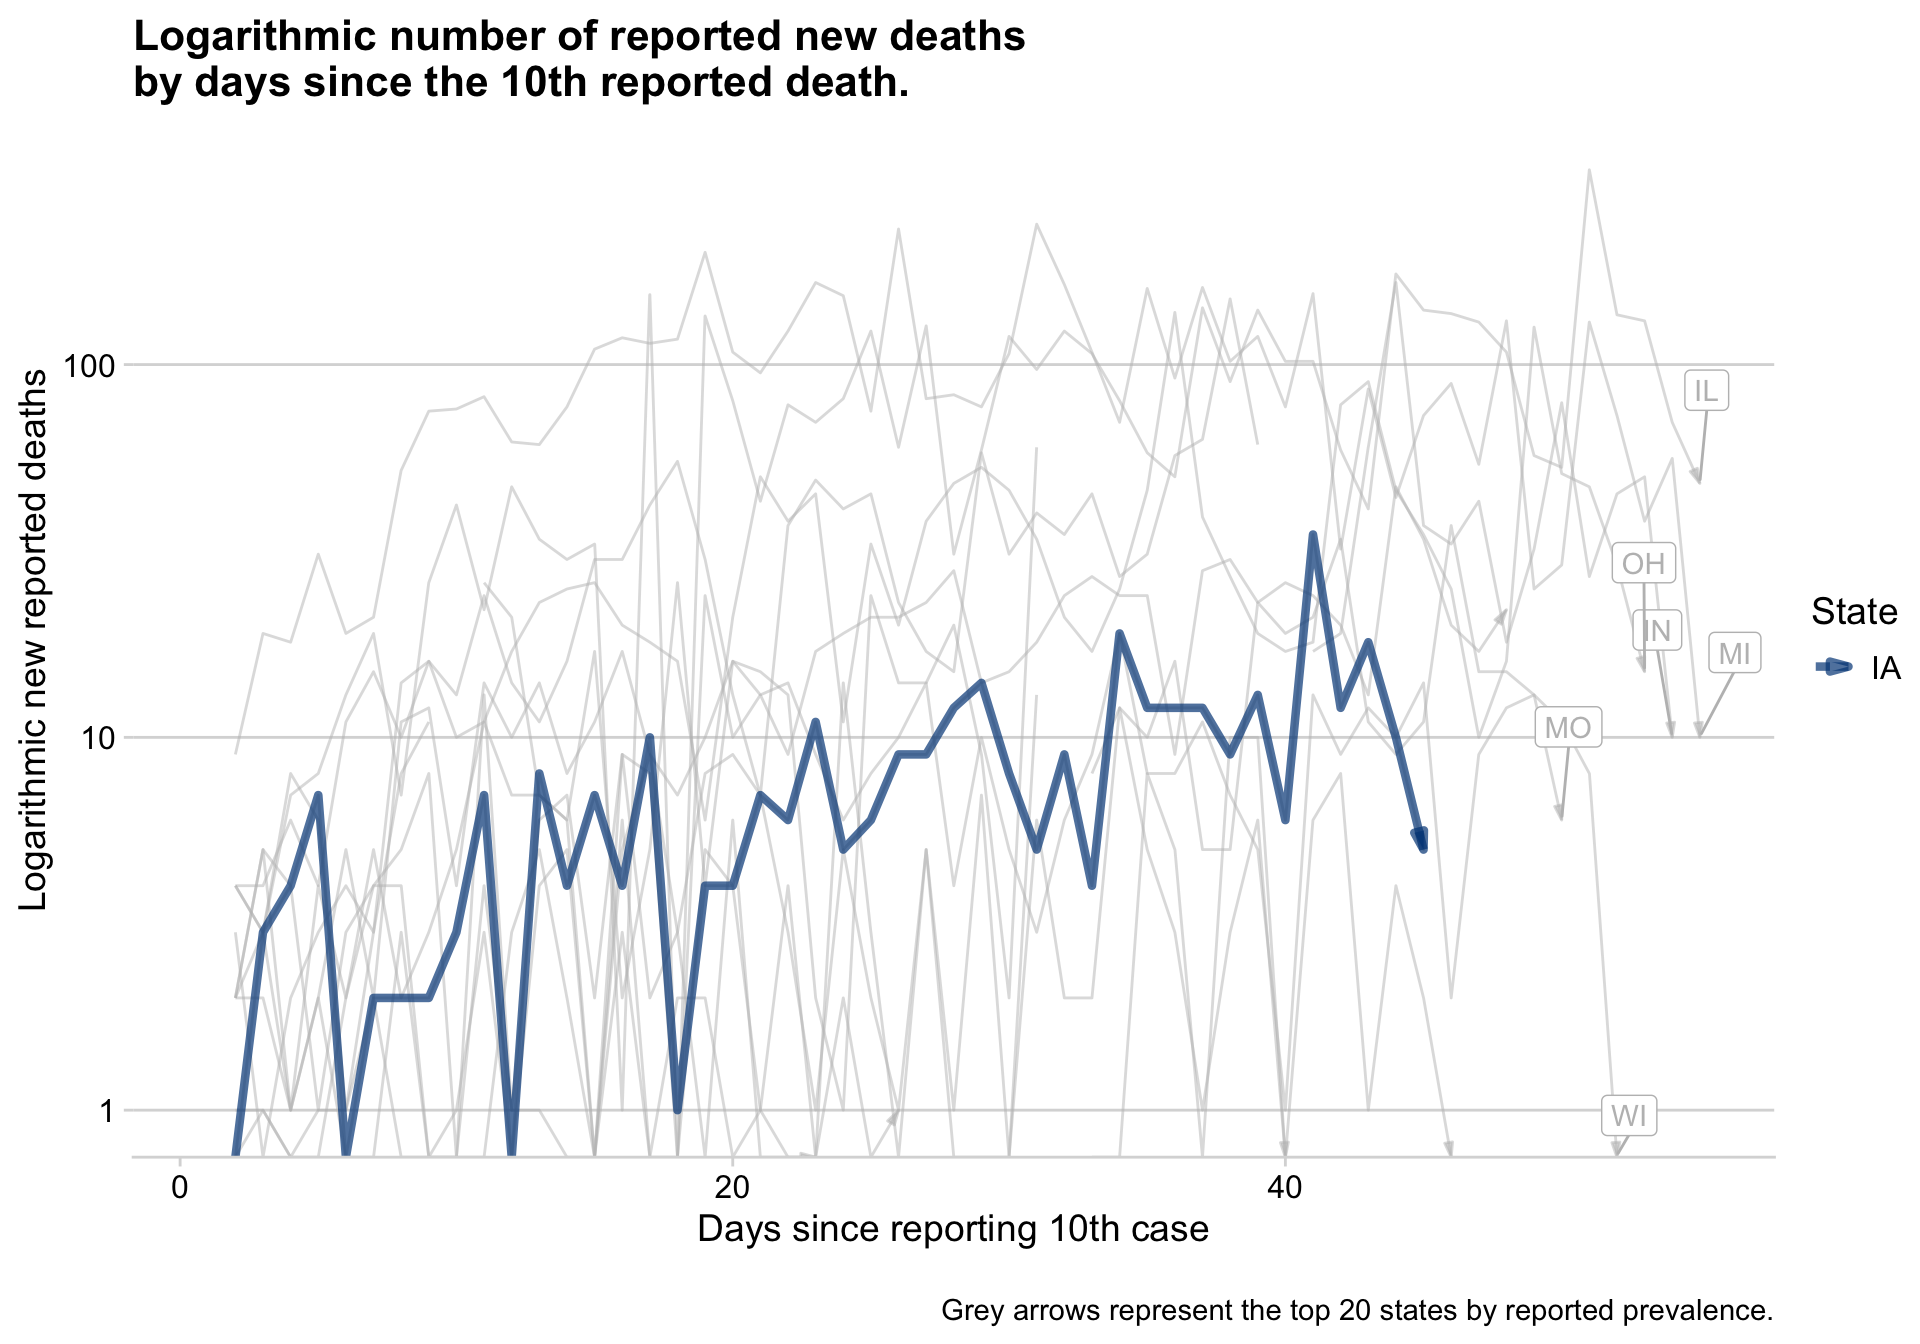 Logarithmic number of reported new deaths
by days since the 10th reported death.
Logarithmic new reported deaths
100
10
1
IL
OH
IN
MI
MO
WI
State
IA
0
20
40
Days since reporting 10th case
Grey arrows represent the top 20 states by reported prevalence.